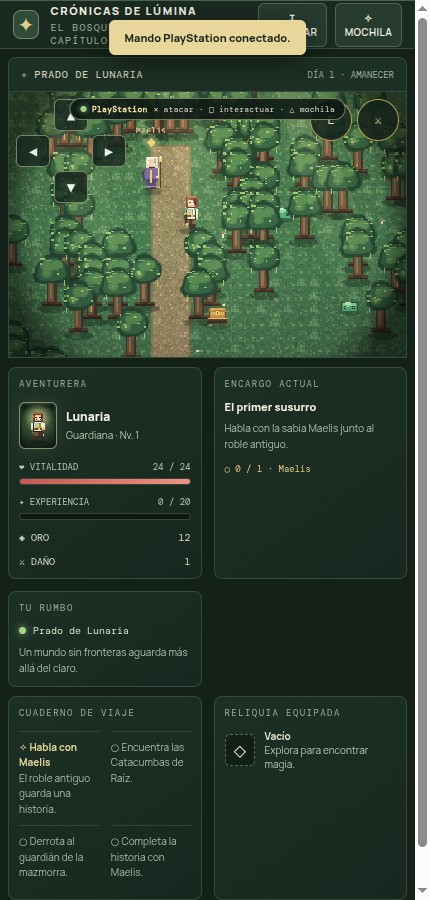 CRÓNICAS DE LÚMINA
EL BOSQU
CAPÍTULO
AR
MOCHILA
Mando PlayStation conectado.
PRADO DE LUNARIA
DÍA 1 · AMANECER
PlayStation × atacar · □ interactuar · △ mochila
Maelis
E
AVENTURERA
Lunaria
Guardiana · Nv. 1
VITALIDAD 24 / 24
EXPERIENCIA 0 / 20
ORO 12
DAÑO 1
ENCARGO ACTUAL
El primer susurro
Habla con la sabia Maelis junto al
roble antiguo.
○ 0 / 1 · Maelis
TU RUMBO
Prado de Lunaria
Un mundo sin fronteras aguarda más
allá del claro.
CUADERNO DE VIAJE
✧ Habla con
Maelis
El roble antiguo
guarda una
historia.
○ Encuentra las
Catacumbas de
Raíz.
○ Derrota al
guardián de la
mazmorra.
○ Completa la
historia con
Maelis.
RELIQUIA EQUIPADA
Vacío
Explora para encontrar
magia.